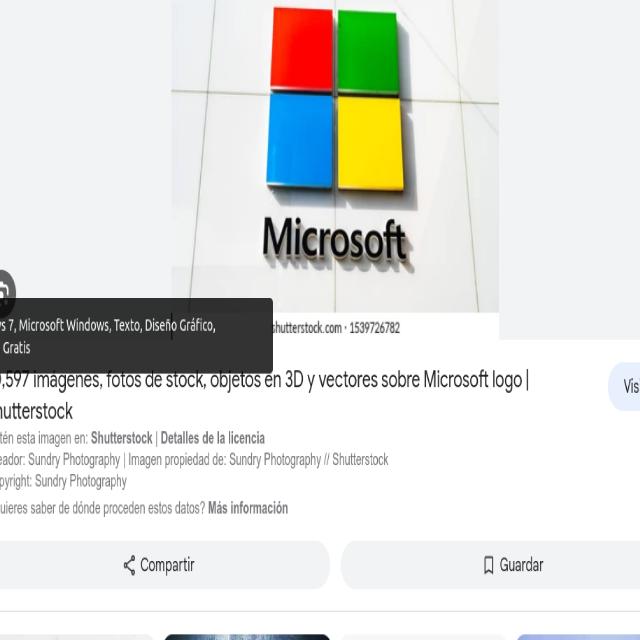 Microsoft
shutterstock.com · 1539726782
s 7, Microsoft Windows, Texto, Diseño Gráfico,
Gratis
,597 imágenes, fotos de stock, objetos en 3D y vectores sobre Microsoft logo |
hutterstock
tén esta imagen en: Shutterstock | Detalles de la licencia
eador: Sundry Photography | Imagen propiedad de: Sundry Photography // Shutterstock
pyright: Sundry Photography
uieres saber de dónde proceden estos datos? Más información
Vis
Compartir
Guardar